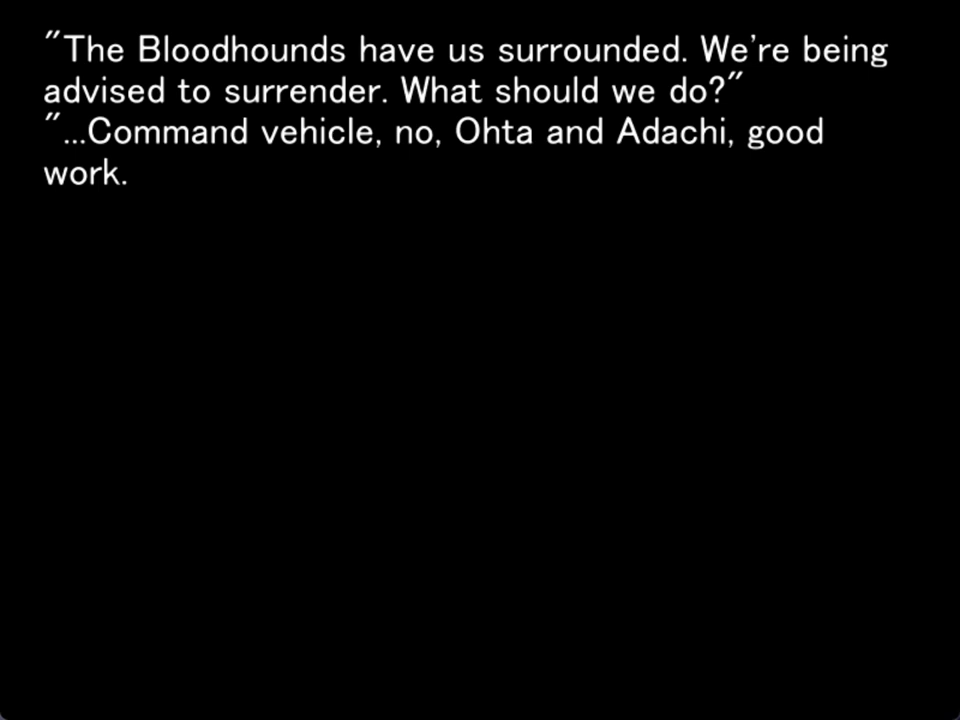 "The Bloodhounds have us surrounded. We're being
advised to surrender. What should we do?"
"...Command vehicle, no, Ohta and Adachi, good
work.